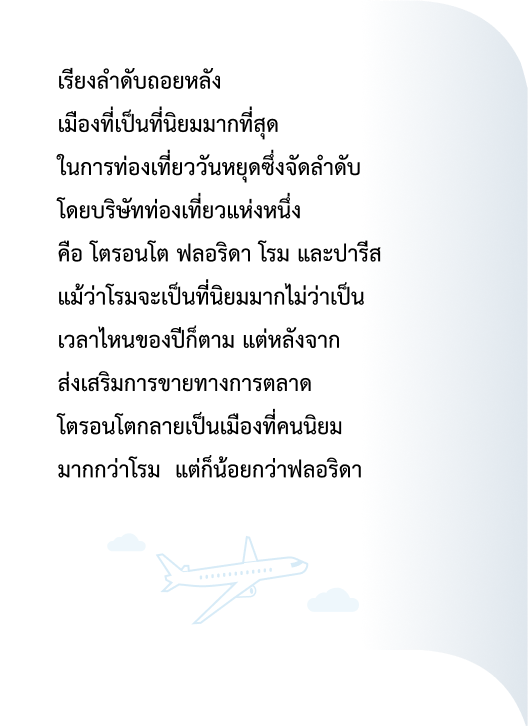 เรียงลำดับถอยหลัง
เมืองที่เป็นที่นิยมมากที่สุด
ในการท่องเที่ยววันหยุดซึ่งจัดลำดับ
โดยบริษัทท่องเที่ยวแห่งหนึ่ง
คือ โตรอนโต ฟลอริดา โรม และปารีส
แม้ว่าโรมจะเป็นที่นิยมมากไม่ว่าเป็น
เวลาไหนของปีก็ตาม แต่หลังจาก
ส่งเสริมการขายทางการตลาด
โตรอนโตกลายเป็นเมืองที่คนนิยม
มากกว่าโรม แต่ก็น้อยกว่าฟลอริดา